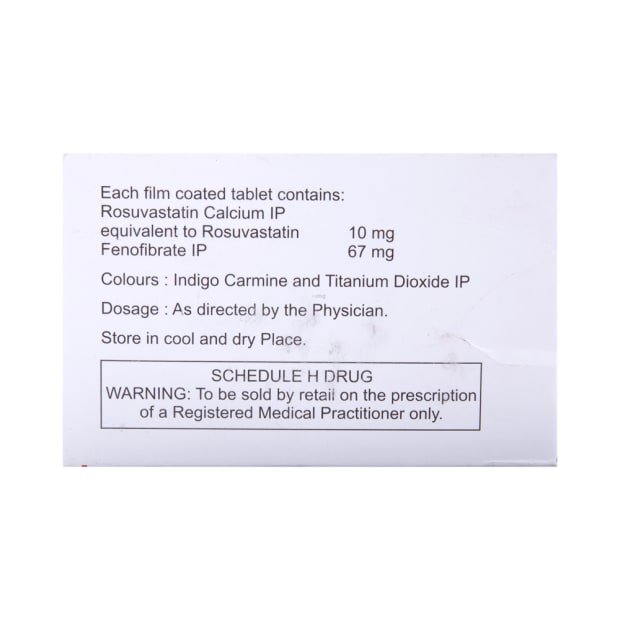 Each film coated tablet contains:
Rosuvastatin Calcium IP
equivalent to Rosuvastatin 10 mg
Fenofibrate IP 67 mg
Colours : Indigo Carmine and Titanium Dioxide IP
Dosage : As directed by the Physician.
Store in cool and dry Place.
SCHEDULE H DRUG
WARNING: To be sold by retail on the prescription
of a Registered Medical Practitioner only.